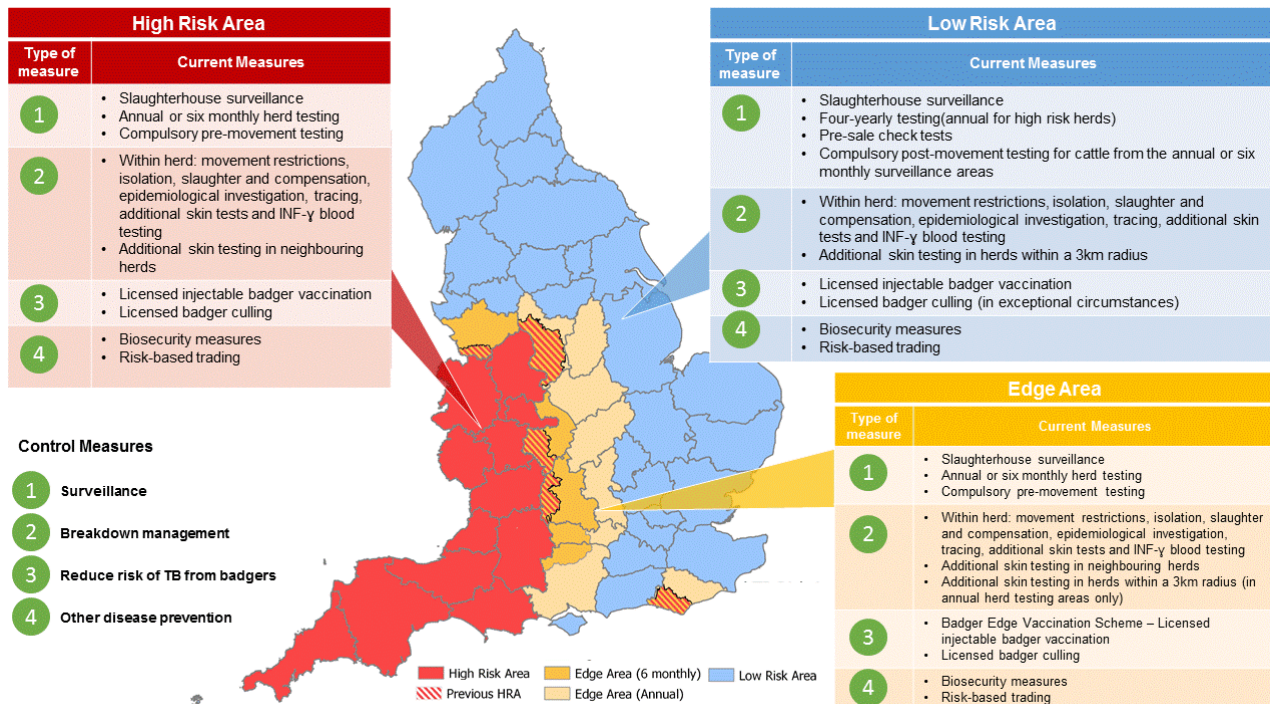 High Risk Area
Type of
measure
Current Measures
1
• Slaughterhouse surveillance
• Annual or six monthly herd testing
• Compulsory pre-movement testing
2
• Within herd: movement restrictions,
isolation, slaughter and compensation,
epidemiological investigation, tracing,
additional skin tests and INF-ɣ blood
testing
• Additional skin testing in neighbouring
herds
3
• Licensed injectable badger vaccination
• Licensed badger culling
4
• Biosecurity measures
• Risk-based trading
Control Measures
1 Surveillance
2 Breakdown management
3 Reduce risk of TB from badgers
4 Other disease prevention
Low Risk Area
Type of
measure
Current Measures
1
• Slaughterhouse surveillance
• Four-yearly testing(annual for high risk herds)
• Pre-sale check tests
• Compulsory post-movement testing for cattle from the annual or six
monthly surveillance areas
2
• Within herd: movement restrictions, isolation, slaughter and
compensation, epidemiological investigation, tracing, additional skin
tests and INF-ɣ blood testing
• Additional skin testing in herds within a 3km radius
3
• Licensed injectable badger vaccination
• Licensed badger culling (in exceptional circumstances)
4
• Biosecurity measures
• Risk-based trading
Edge Area
Type of
measure
Current Measures
1
• Slaughterhouse surveillance
• Annual or six monthly herd testing
• Compulsory pre-movement testing
2
• Within herd: movement restrictions, isolation, slaughter
and compensation, epidemiological investigation,
tracing, additional skin tests and INF-ɣ blood testing
• Additional skin testing in neighbouring herds
• Additional skin testing in herds within a 3km radius (in
annual herd testing areas only)
3
• Badger Edge Vaccination Scheme – Licensed
injectable badger vaccination
• Licensed badger culling
4
• Biosecurity measures
• Risk-based trading
High Risk Area
Edge Area (6 monthly)
Low Risk Area
Previous HRA
Edge Area (Annual)